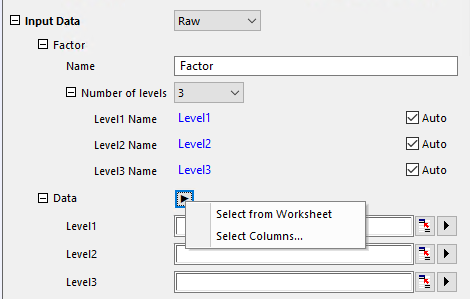 Input Data Raw
Factor
Name Factor
Number of levels 3
Level1 Name Level1 Auto
Level2 Name Level2 Auto
Level3 Name Level3 Auto
Data
Select from Worksheet
Level1
Select Columns...
Level2
Level3